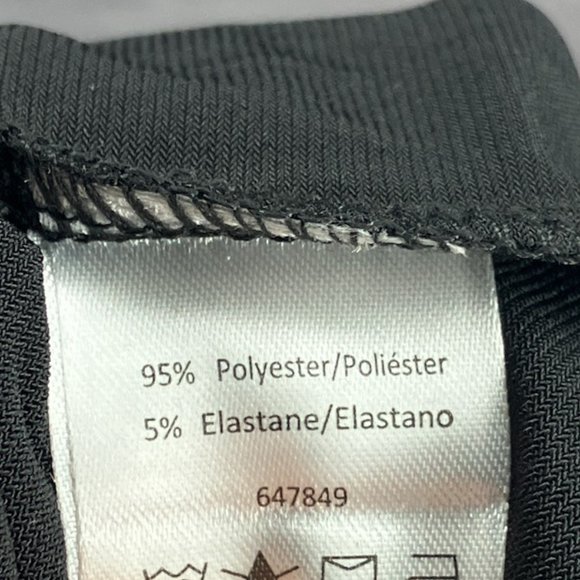 95% Polyester/Poliéster
5% Elastane/Elastano
647849